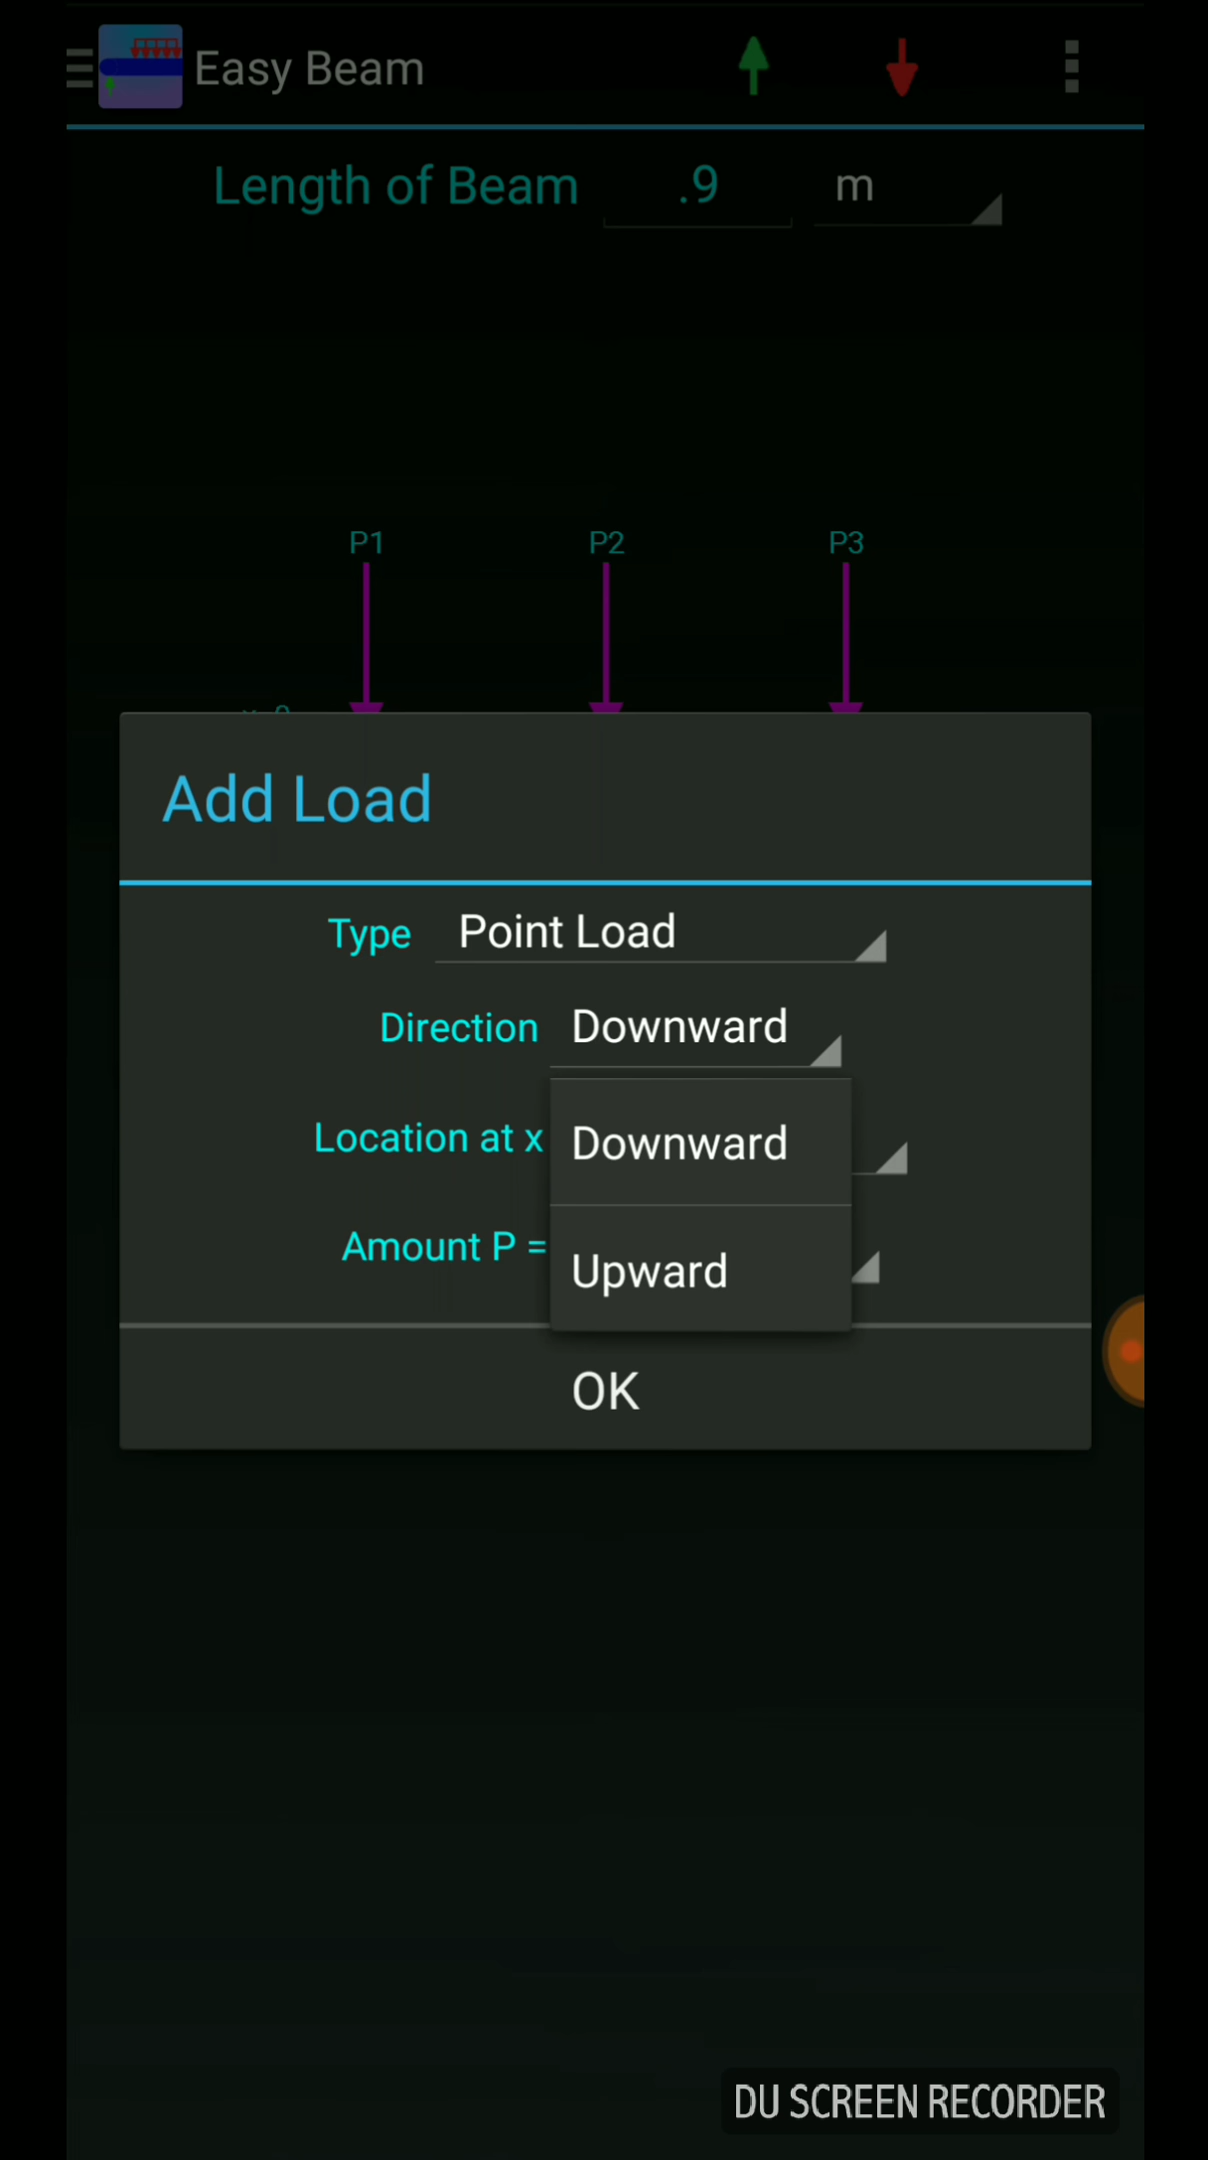 Easy Beam
Length of Beam .9 m
P1 P2 P3
Add Load
Type Point Load
Direction Downward
Downward
Location at x
Upward
Amount P =
OK
DU SCREEN RECORDER